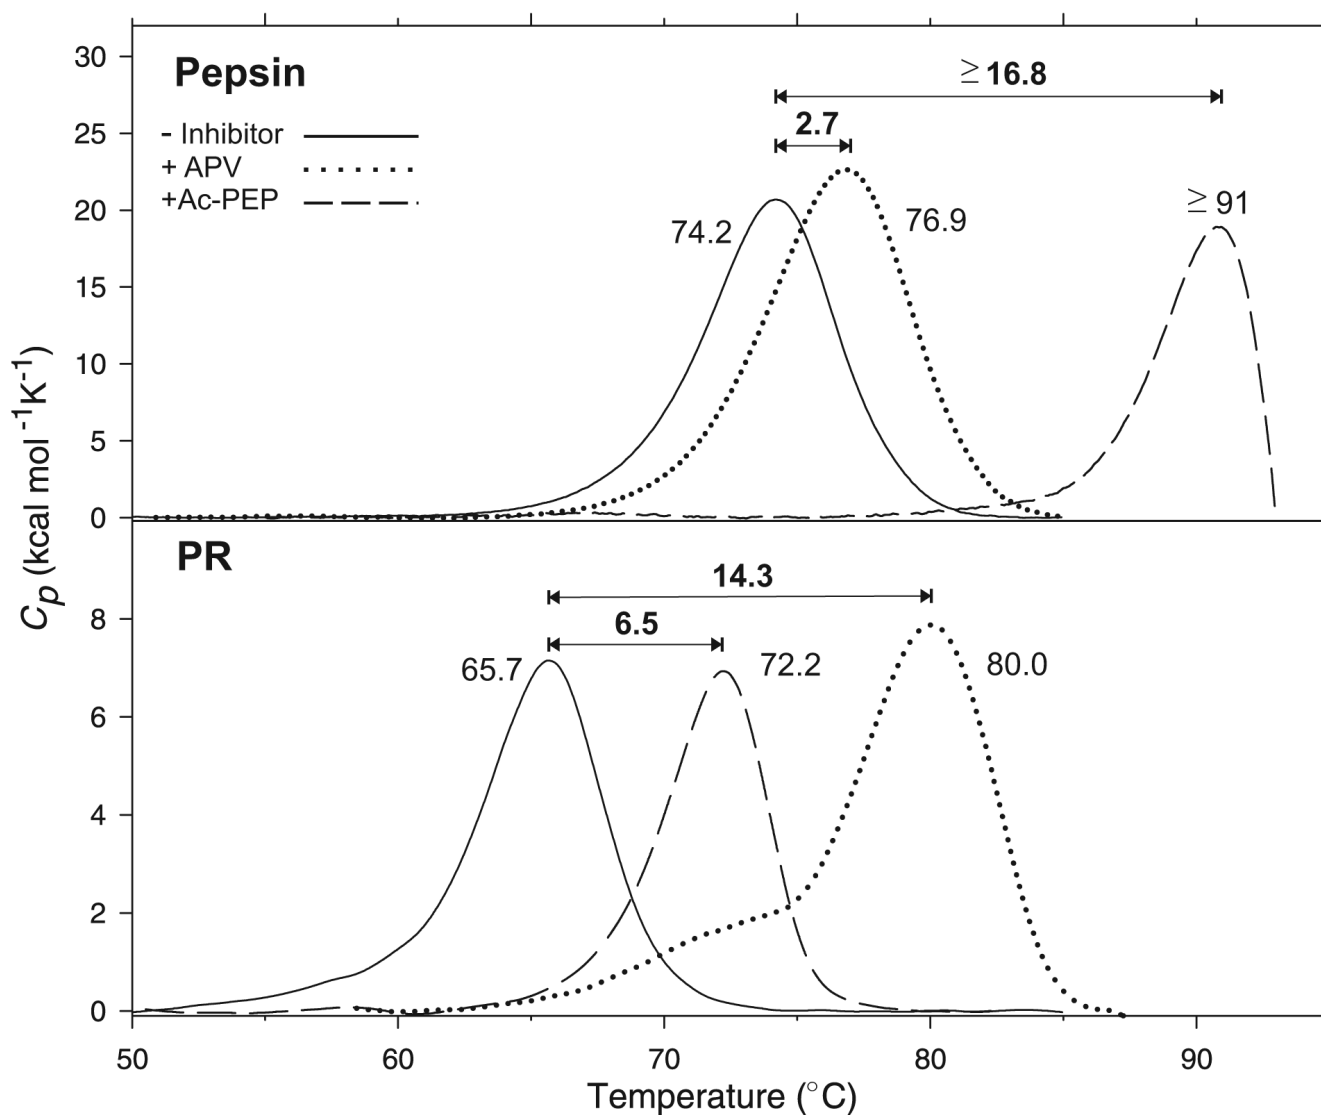 Pepsin
- Inhibitor
+ APV
+Ac-PEP
≥ 16.8
2.7
74.2
76.9
≥ 91
30
25
20
15
10
5
0
PR
14.3
6.5
65.7
72.2
80.0
8
6
4
2
0
Cp (kcal mol -1K-1)
50 60 70 80 90
Temperature (°C)